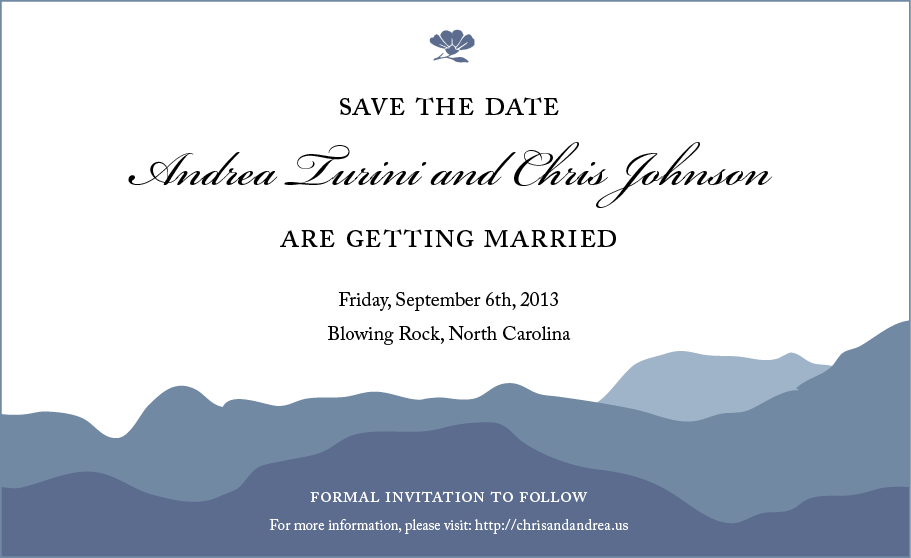 SAVE THE DATE
Andrea Turini and Chris Johnson
ARE GETTING MARRIED
Friday, September 6th, 2013
Blowing Rock, North Carolina
FORMAL INVITATION TO FOLLOW
For more information, please visit: http://chrisandandrea.us